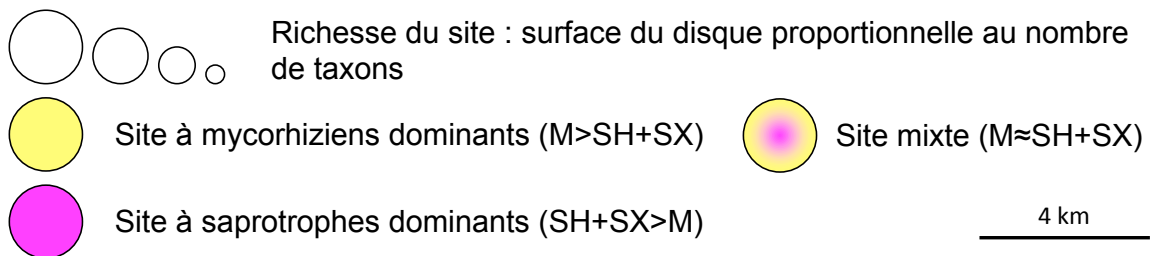 Richesse du site : surface du disque proportionnelle au nombre
de taxons
Site à mycorhiziens dominants (M>SH+SX)
Site mixte (M≈SH+SX)
Site à saprotrophes dominants (SH+SX>M)
4 km